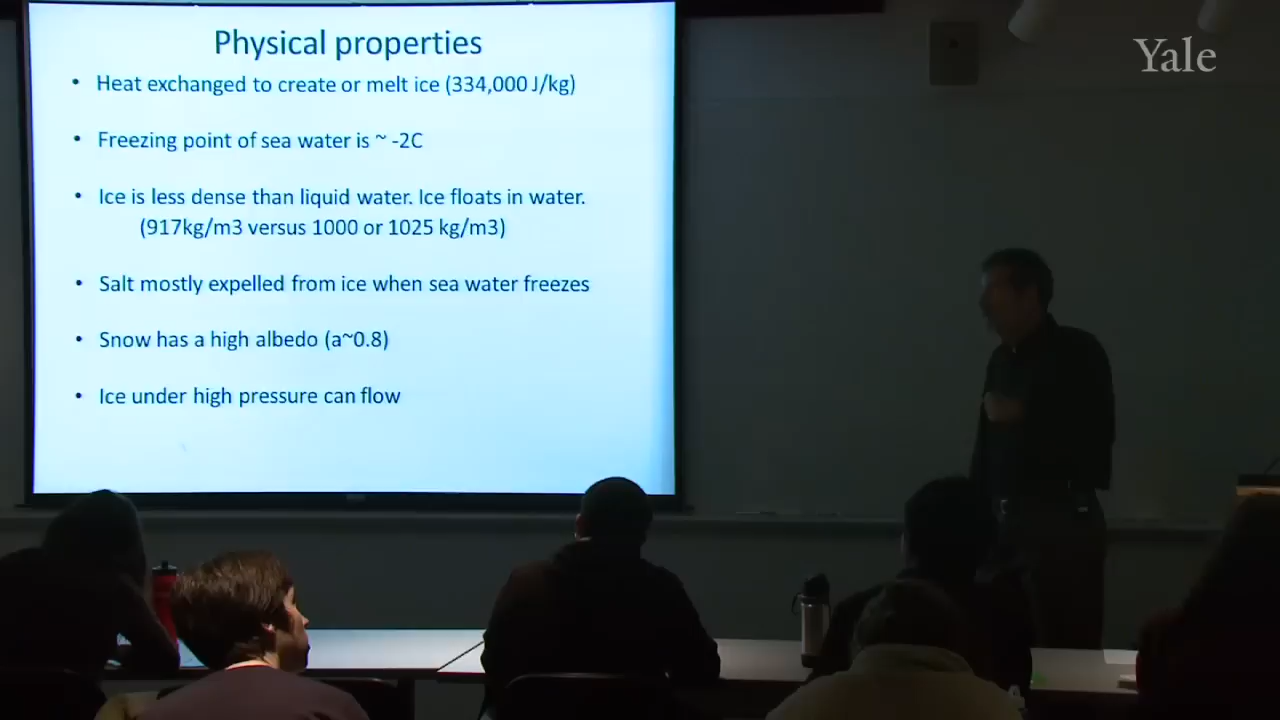 Physical properties
• Heat exchanged to create or melt ice (334,000 J/kg)
• Freezing point of sea water is ~ -2C
• Ice is less dense than liquid water. Ice floats in water.
(917kg/m3 versus 1000 or 1025 kg/m3)
• Salt mostly expelled from ice when sea water freezes
• Snow has a high albedo (a~0.8)
• Ice under high pressure can flow
Yale